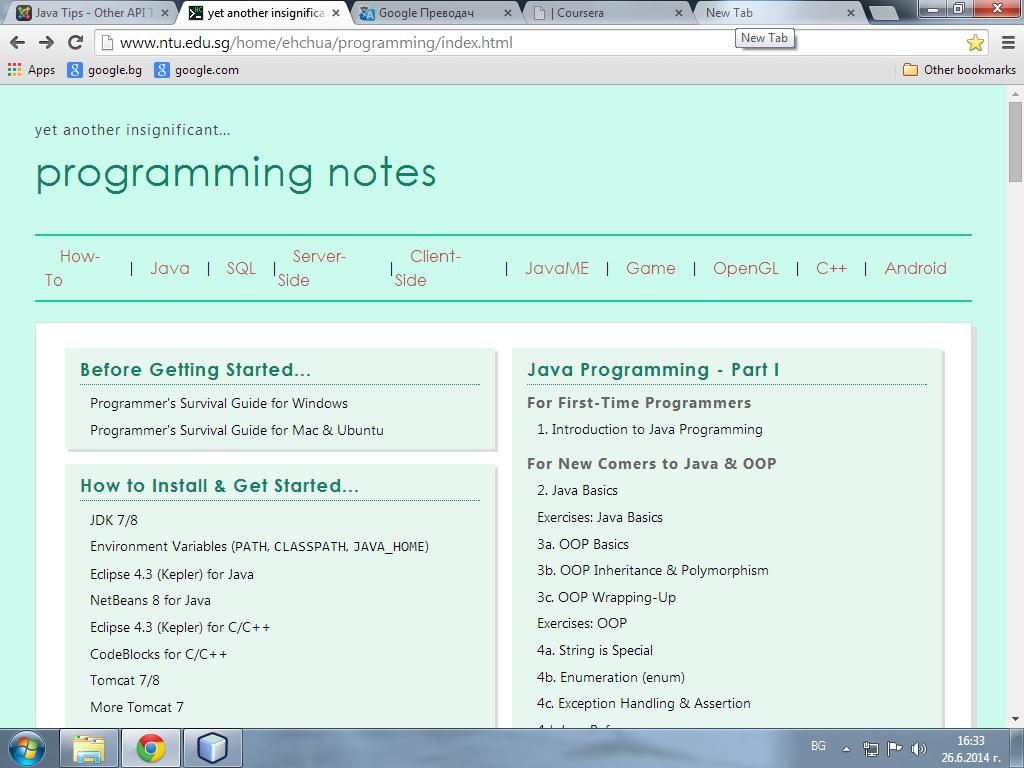 Java Tips - Other API T
yet another insignifica
Google Преводач
| Coursera
New Tab
www.ntu.edu.sg/home/ehchua/programming/index.html
New Tab
Apps
google.bg
google.com
Other bookmarks
yet another insignificant...
programming notes
How-To | Java | SQL | Server-Side | Client-Side | JavaME | Game | OpenGL | C++ | Android
Before Getting Started...
Programmer's Survival Guide for Windows
Programmer's Survival Guide for Mac & Ubuntu
How to Install & Get Started...
JDK 7/8
Environment Variables (PATH, CLASSPATH, JAVA_HOME)
Eclipse 4.3 (Kepler) for Java
NetBeans 8 for Java
Eclipse 4.3 (Kepler) for C/C++
CodeBlocks for C/C++
Tomcat 7/8
More Tomcat 7
Java Programming - Part I
For First-Time Programmers
1. Introduction to Java Programming
For New Comers to Java & OOP
2. Java Basics
Exercises: Java Basics
3a. OOP Basics
3b. OOP Inheritance & Polymorphism
3c. OOP Wrapping-Up
Exercises: OOP
4a. String is Special
4b. Enumeration (enum)
4c. Exception Handling & Assertion
BG
16:33
26.6.2014 г.